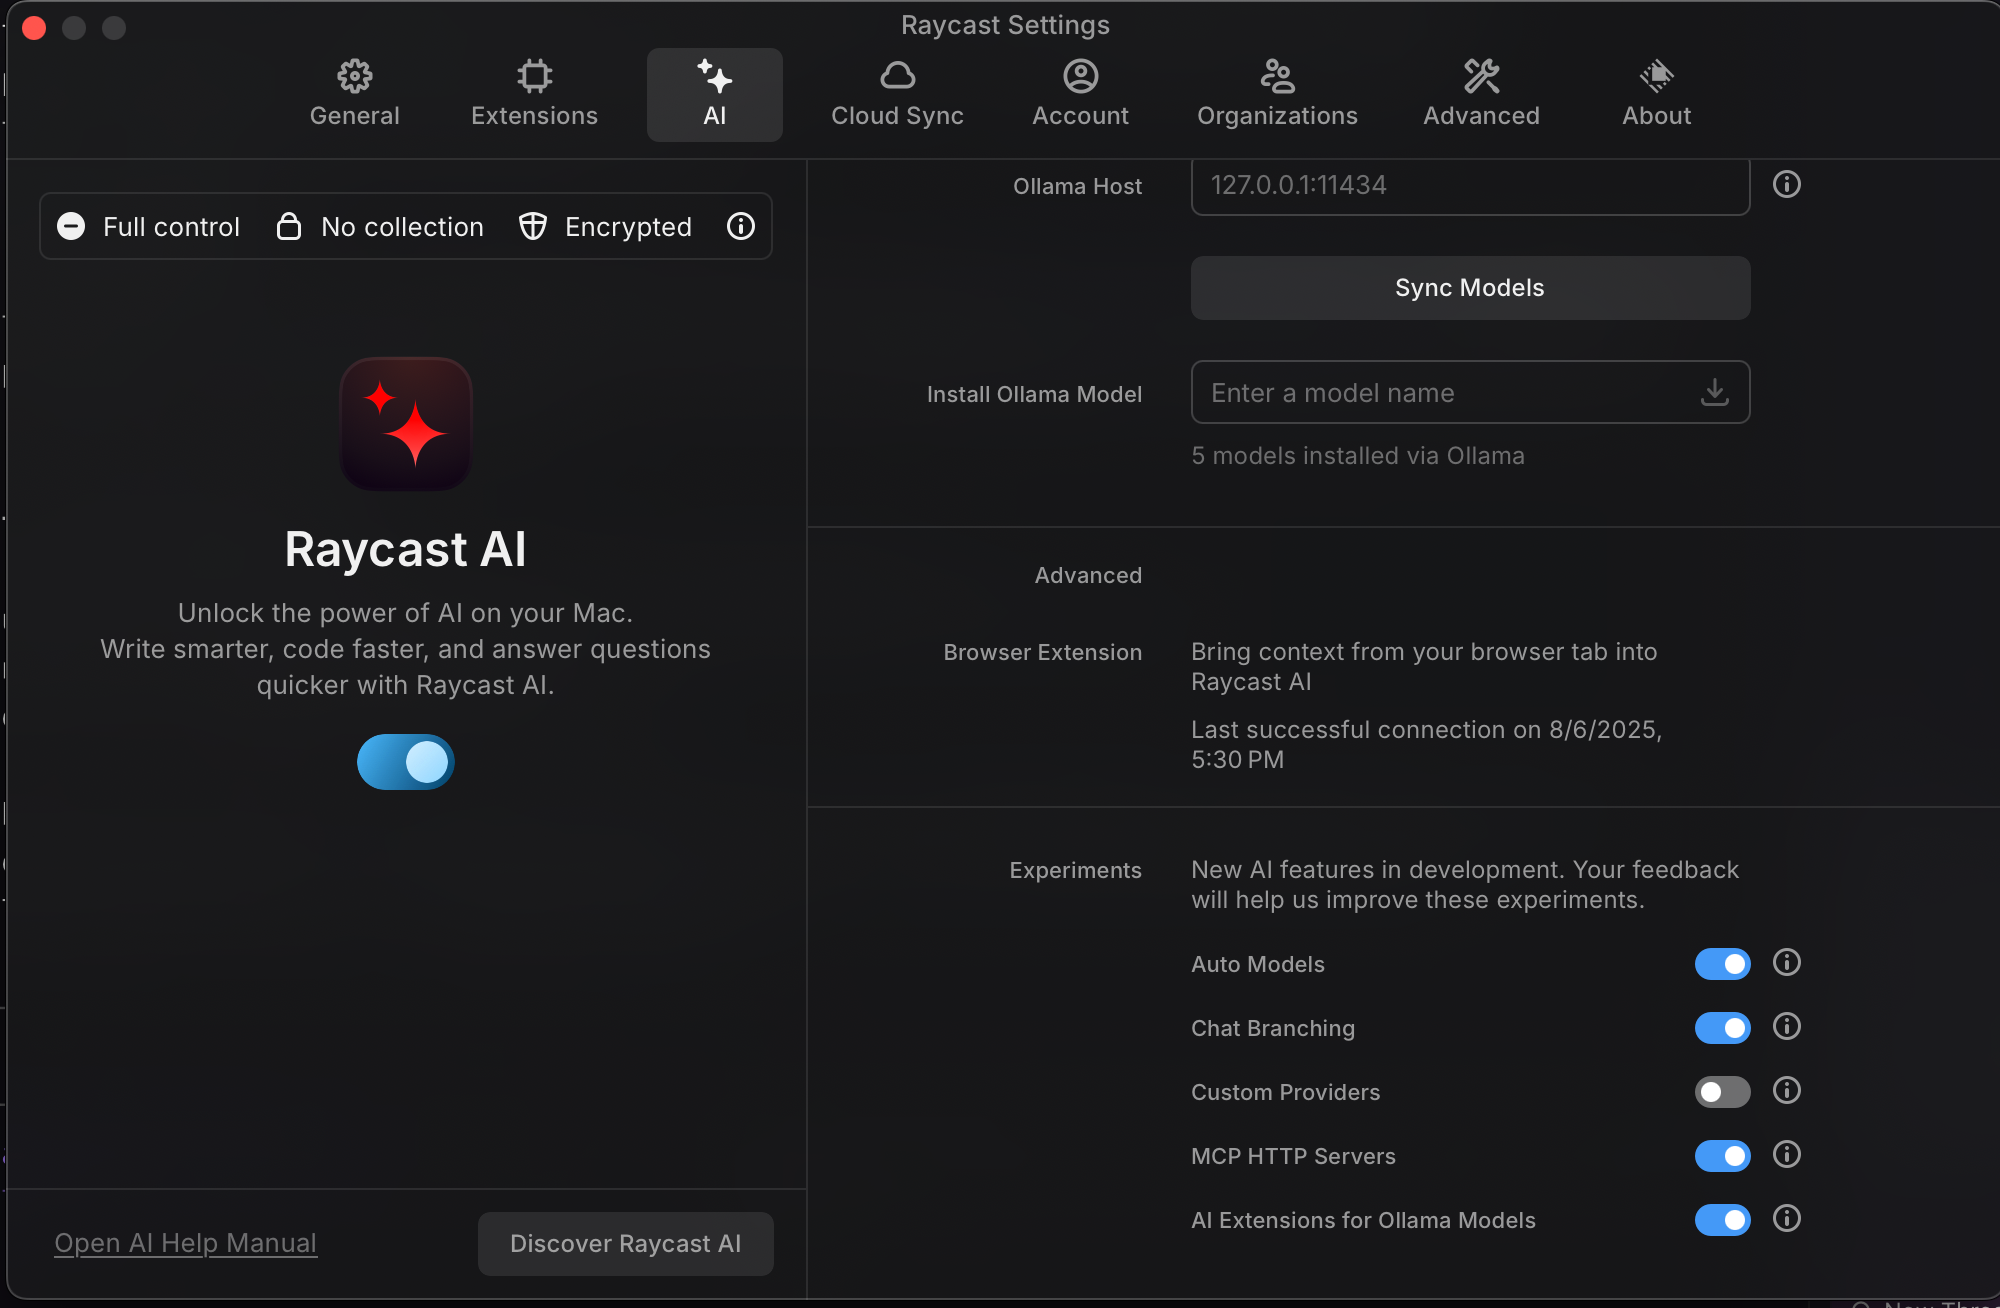 Raycast Settings
General
Extensions
AI
Cloud Sync
Account
Organizations
Advanced
About
Full control
No collection
Encrypted
Raycast AI
Unlock the power of AI on your Mac.
Write smarter, code faster, and answer questions
quicker with Raycast AI.
Open AI Help Manual
Discover Raycast AI
Ollama Host
127.0.0.1:11434
Sync Models
Install Ollama Model
Enter a model name
5 models installed via Ollama
Advanced
Browser Extension
Bring context from your browser tab into
Raycast AI
Last successful connection on 8/6/2025,
5:30 PM
Experiments
New AI features in development. Your feedback
will help us improve these experiments.
Auto Models
Chat Branching
Custom Providers
MCP HTTP Servers
AI Extensions for Ollama Models